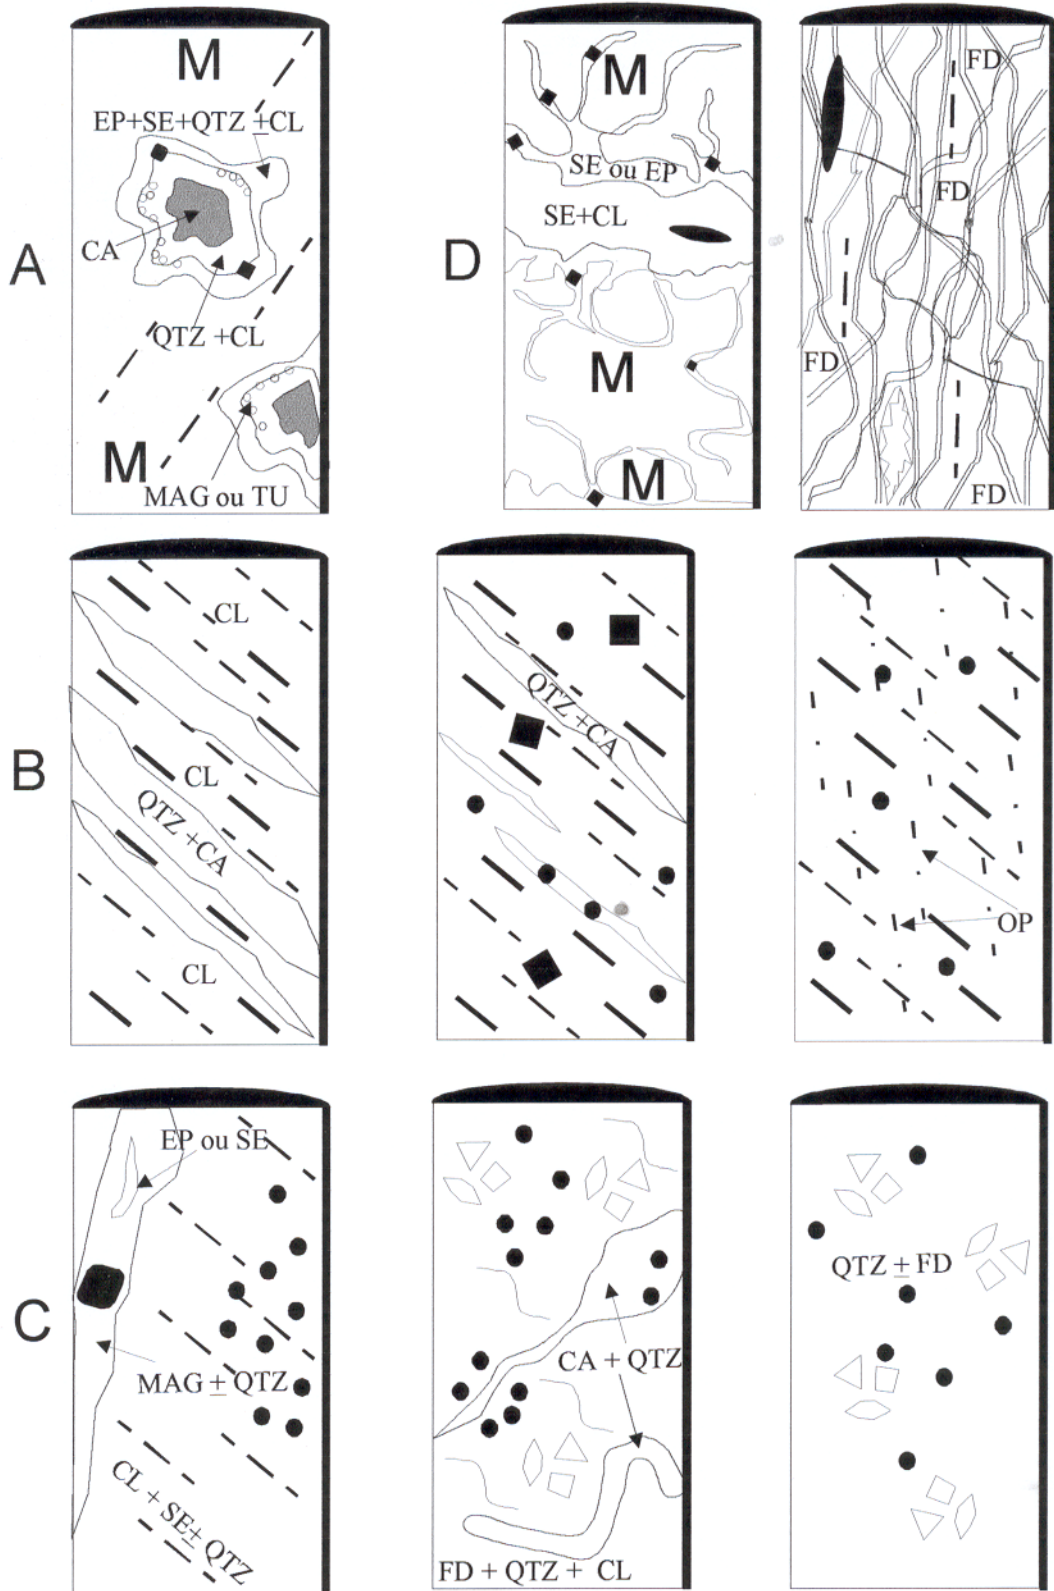 A
M
EP+SE+QTZ ±CL
CA
QTZ +CL
M
MAG ou TU
D
M
SE ou EP
SE+CL
M
M
FD
FD
FD
FD
B
CL
CL
QTZ +CA
CL
QTZ +CA
OP
C
EP ou SE
MAG ± QTZ
CL + SE± QTZ
CA + QTZ
FD + QTZ + CL
QTZ ± FD